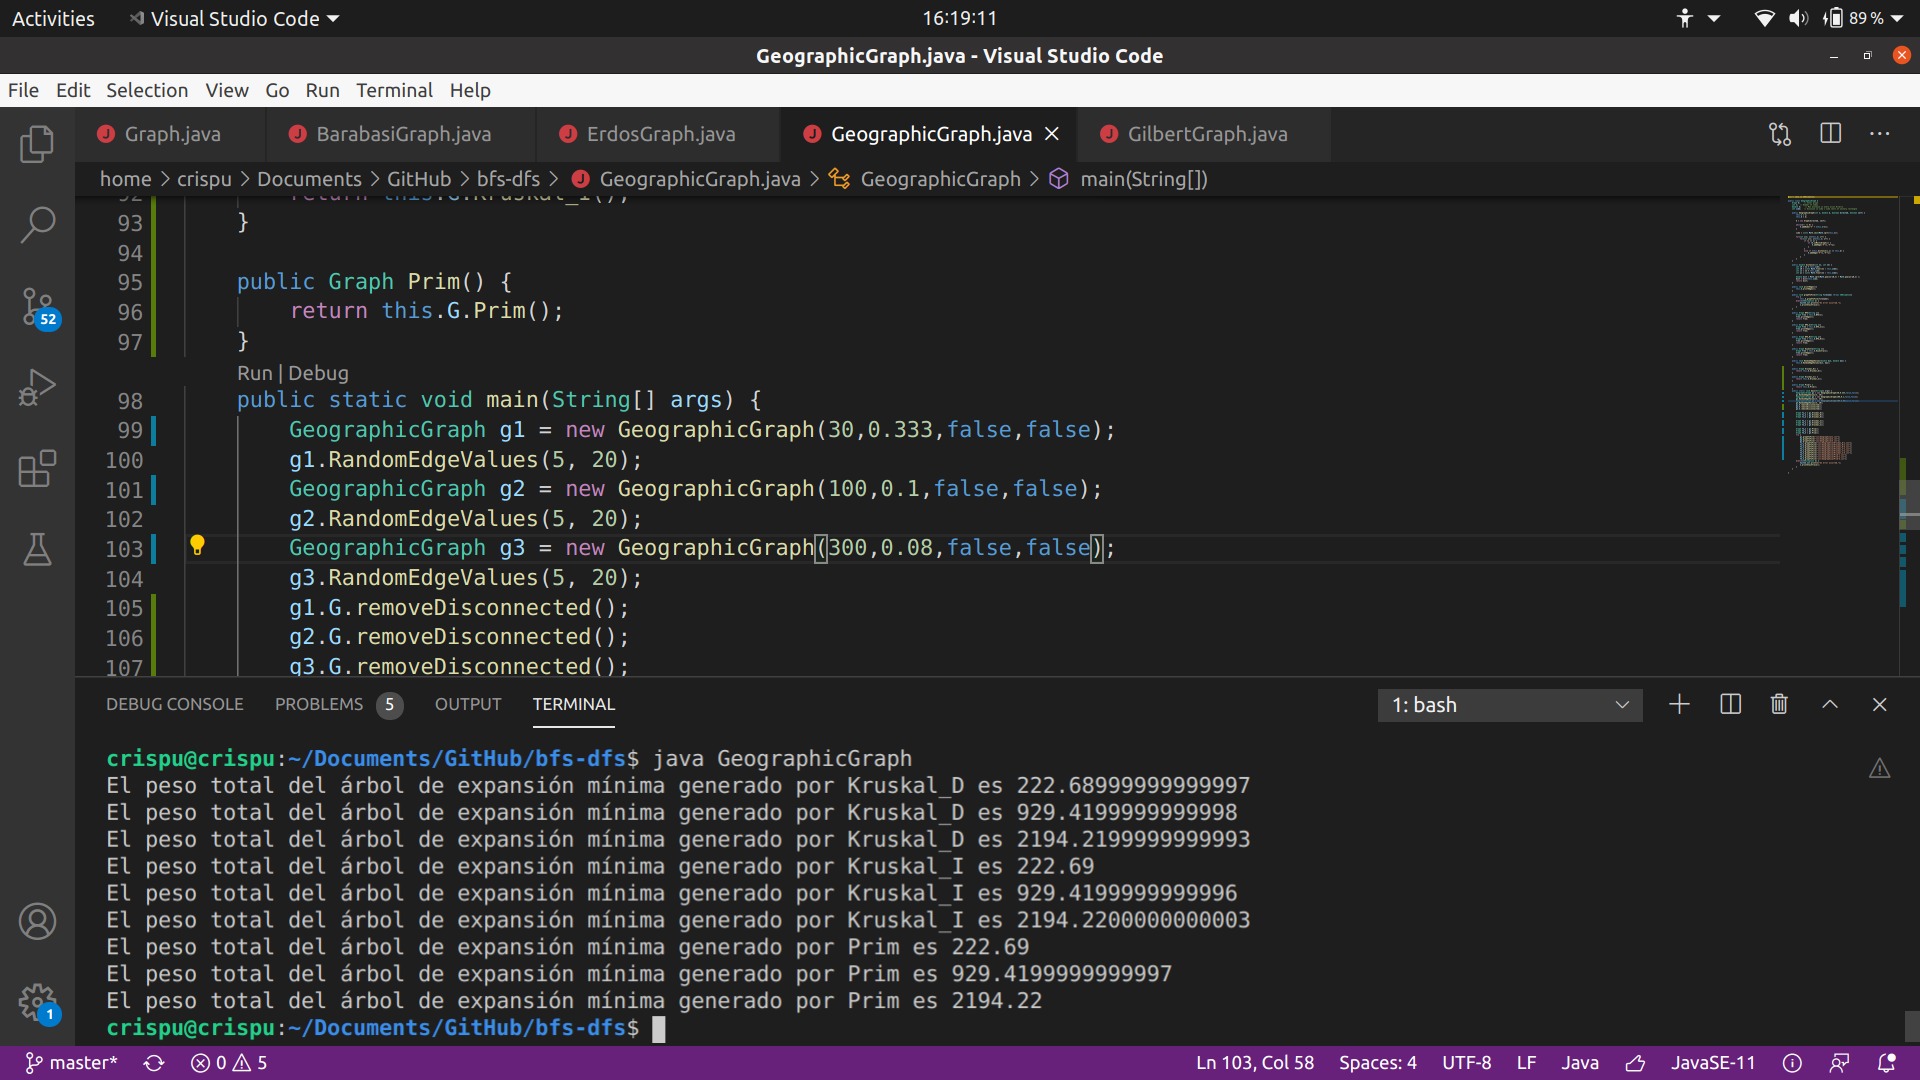 Activities
Visual Studio Code
16:19:11
89 %
GeographicGraph.java - Visual Studio Code
File Edit Selection View Go Run Terminal Help
Graph.java
BarabasiGraph.java
ErdosGraph.java
GeographicGraph.java
GilbertGraph.java
home > crispu > Documents > GitHub > bfs-dfs > GeographicGraph.java > GeographicGraph > main(String[])
92 return this.G.Kruskal_I();
93 }
94
95 public Graph Prim() {
96 return this.G.Prim();
97 }
Run | Debug
98 public static void main(String[] args) {
99 GeographicGraph g1 = new GeographicGraph(30,0.333,false,false);
100 g1.RandomEdgeValues(5, 20);
101 GeographicGraph g2 = new GeographicGraph(100,0.1,false,false);
102 g2.RandomEdgeValues(5, 20);
103 GeographicGraph g3 = new GeographicGraph(300,0.08,false,false);
104 g3.RandomEdgeValues(5, 20);
105 g1.G.removeDisconnected();
106 g2.G.removeDisconnected();
107 g3.G.removeDisconnected();
52
DEBUG CONSOLE PROBLEMS 5 OUTPUT TERMINAL
1: bash
crispu@crispu:~/Documents/GitHub/bfs-dfs$ java GeographicGraph
El peso total del árbol de expansión mínima generado por Kruskal_D es 222.68999999999997
El peso total del árbol de expansión mínima generado por Kruskal_D es 929.4199999999998
El peso total del árbol de expansión mínima generado por Kruskal_D es 2194.2199999999993
El peso total del árbol de expansión mínima generado por Kruskal_I es 222.69
El peso total del árbol de expansión mínima generado por Kruskal_I es 929.4199999999996
El peso total del árbol de expansión mínima generado por Kruskal_I es 2194.2200000000003
El peso total del árbol de expansión mínima generado por Prim es 222.69
El peso total del árbol de expansión mínima generado por Prim es 929.4199999999997
El peso total del árbol de expansión mínima generado por Prim es 2194.22
crispu@crispu:~/Documents/GitHub/bfs-dfs$
1
master* 0 5
Ln 103, Col 58 Spaces: 4 UTF-8 LF Java JavaSE-11